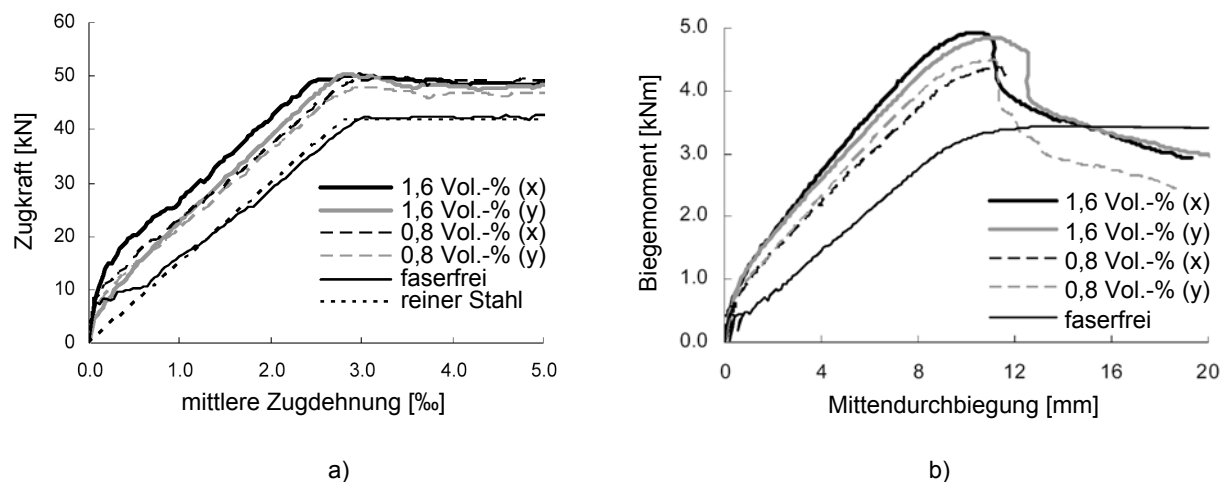 60
50
40
30
20
10
0
0.0 1.0 2.0 3.0 4.0 5.0
Zugkraft [kN]
mittlere Zugdehnung [‰]
1,6 Vol.-% (x)
1,6 Vol.-% (y)
0,8 Vol.-% (x)
0,8 Vol.-% (y)
faserfrei
reiner Stahl
a)
5.0
4.0
3.0
2.0
1.0
0.0
0 4 8 12 16 20
Biegemoment [kNm]
Mittendurchbiegung [mm]
1,6 Vol.-% (x)
1,6 Vol.-% (y)
0,8 Vol.-% (x)
0,8 Vol.-% (y)
faserfrei
b)